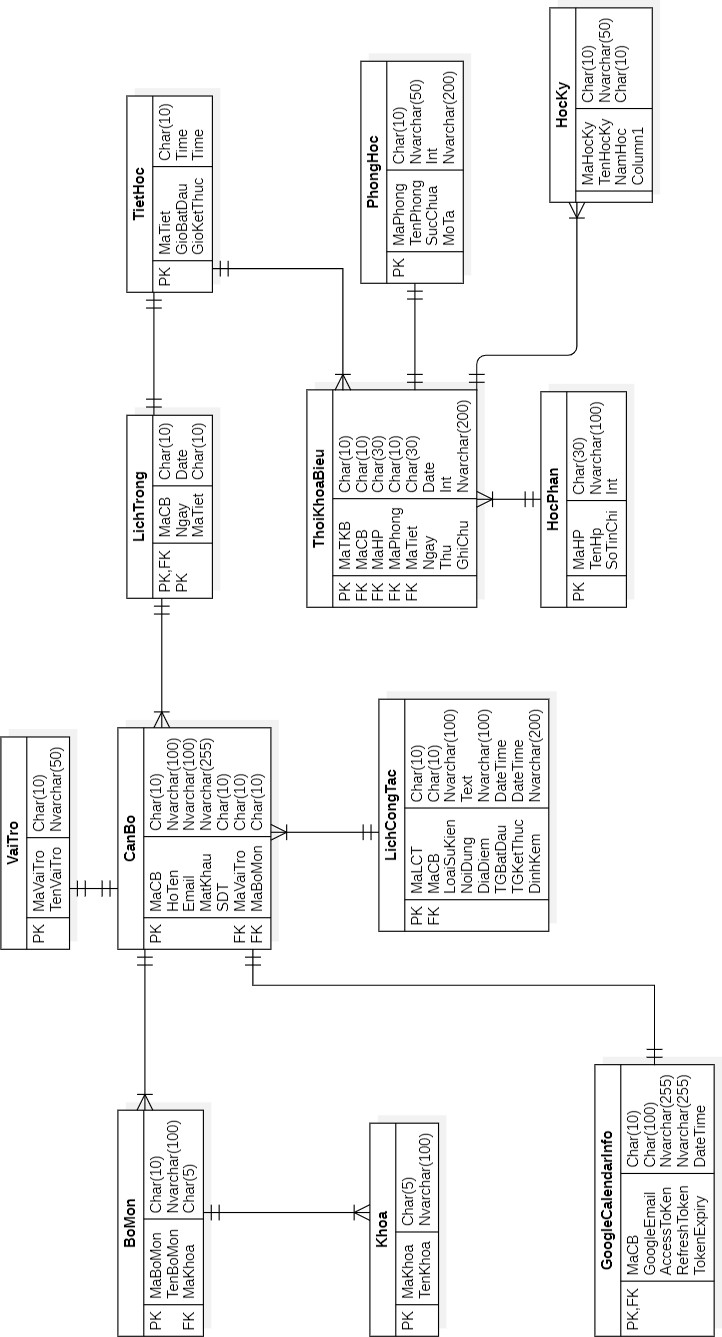 HocKy
MaHocKy Char(10)
TenHocKy Nvarchar(50)
NamHoc Char(10)
Column1
PhongHoc
PK MaPhong Char(10)
TenPhong Nvarchar(50)
SucChua Int
MoTa Nvarchar(200)
TietHoc
PK MaTiet Char(10)
GioBatDau Time
GioKetThuc Time
LichTrong
PK,FK MaCB Char(10)
PK Ngay Date
MaTiet Char(10)
ThoiKhoaBieu
PK MaTKB Char(10)
FK MaCB Char(10)
FK MaHP Char(30)
FK MaPhong Char(10)
FK MaTiet Char(30)
Ngay Date
Thu Int
GhiChu Nvarchar(200)
HocPhan
PK MaHP Char(30)
TenHp Nvarchar(100)
SoTinChi Int
VaiTro
PK MaVaiTro Char(10)
TenVaiTro Nvarchar(50)
CanBo
PK MaCB Char(10)
HoTen Nvarchar(100)
Email Nvarchar(100)
MatKhau Nvarchar(255)
SDT Char(10)
FK MaVaiTro Char(10)
FK MaBoMon Char(10)
LichCongTac
PK MaLCT Char(10)
FK MaCB Char(10)
LoaiSuKien Nvarchar(100)
NoiDung Text
DiaDiem Nvarchar(100)
TGBatDau DateTime
TGKetThuc DateTime
DinhKem Nvarchar(200)
BoMon
PK MaBoMon Char(10)
TenBoMon Nvarchar(100)
FK MaKhoa Char(5)
Khoa
PK MaKhoa Char(5)
TenKhoa Nvarchar(100)
GoogleCalendarInfo
PK,FK MaCB Char(10)
GoogleEmail Char(100)
AccessToKen Nvarchar(255)
RefreshToken Nvarchar(255)
TokenExpiry DateTime